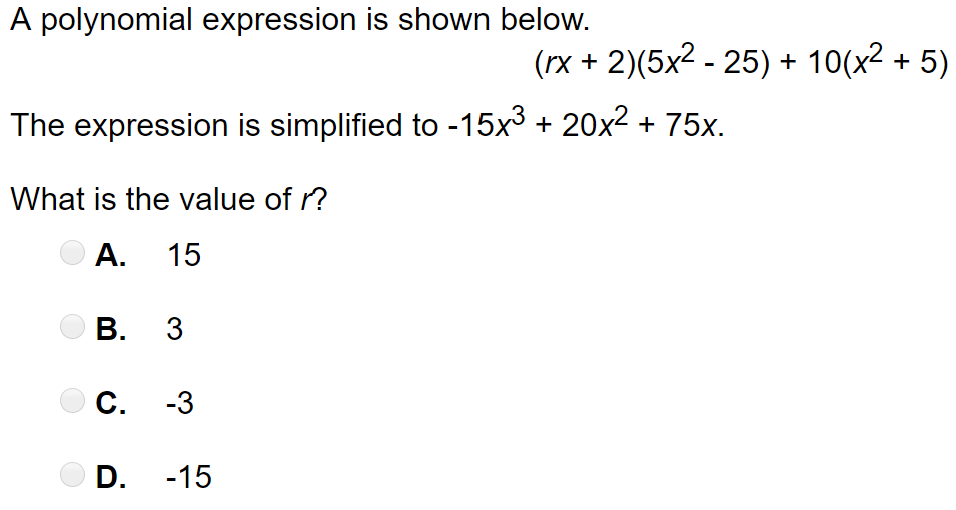 A polynomial expression is shown below.
(rx + 2)(5x² - 25) + 10(x² + 5)
The expression is simplified to -15x³ + 20x² + 75x.
What is the value of r?
A. 15
B. 3
C. -3
D. -15